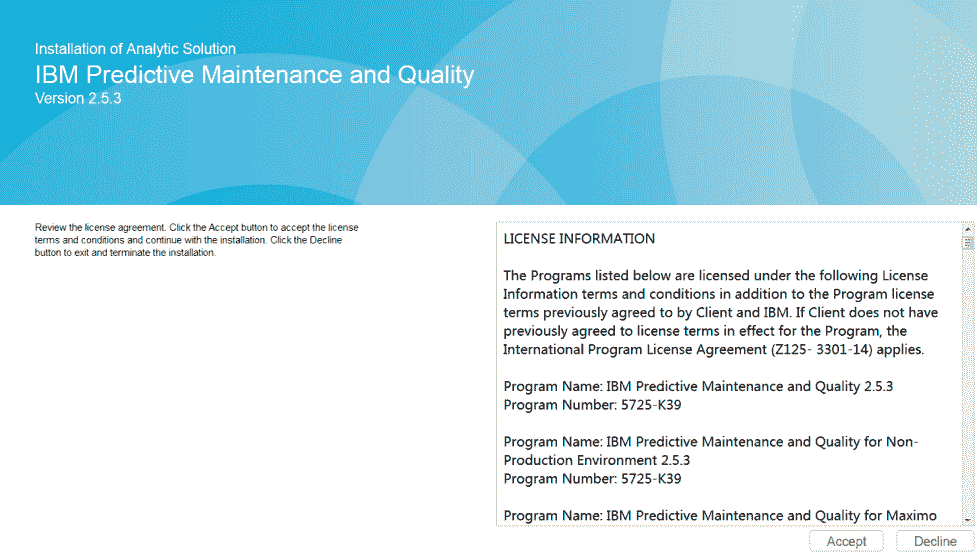 Installation of Analytic Solution
IBM Predictive Maintenance and Quality
Version 2.5.3
Review the license agreement. Click the Accept button to accept the license
terms and conditions and continue with the installation. Click the Decline
button to exit and terminate the installation.
LICENSE INFORMATION
The Programs listed below are licensed under the following License
Information terms and conditions in addition to the Program license
terms previously agreed to by Client and IBM. If Client does not have
previously agreed to license terms in effect for the Program, the
International Program License Agreement (Z125- 3301-14) applies.
Program Name: IBM Predictive Maintenance and Quality 2.5.3
Program Number: 5725-K39
Program Name: IBM Predictive Maintenance and Quality for Non-
Production Environment 2.5.3
Program Number: 5725-K39
Program Name: IBM Predictive Maintenance and Quality for Maximo
Accept
Decline